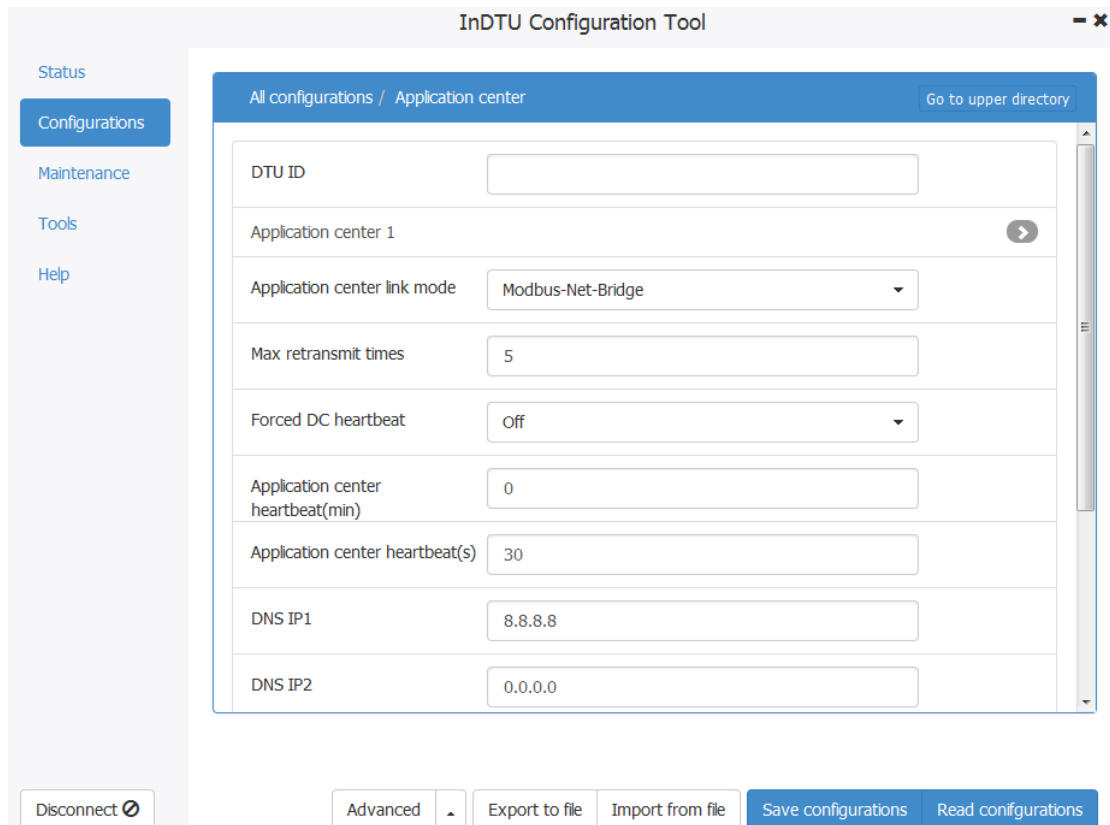 InDTU Configuration Tool
Status
Configurations
Maintenance
Tools
Help
All configurations / Application center
Go to upper directory
DTU ID
Application center 1
Application center link mode
Modbus-Net-Bridge
Max retransmit times
5
Forced DC heartbeat
Off
Application center
heartbeat(min)
0
Application center heartbeat(s)
30
DNS IP1
8.8.8.8
DNS IP2
0.0.0.0
Disconnect
Advanced
Export to file
Import from file
Save configurations
Read conifgurations